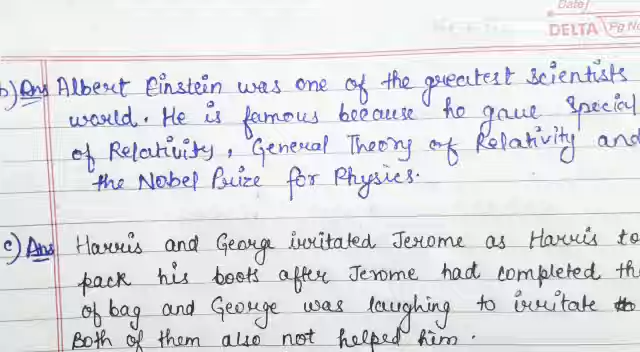 Date
DELTA Pg No
b) Ans Albert Einstein was one of the greatest scientists
world. He is famous because he gave special
of Relativity, General Theory of Relativity and
the Nobel Prize for Physics.
c) Ans Harris and George irritated Jerome as Harris to
pack his boots after Jerome had completed the
of bag and George was laughing to irritate
Both of them also not helped him.